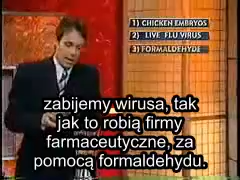 1) CHICKEN EMBRYOS
2) LIVE FLU VIRUS
3) FORMALDEHYDE
zabijemy wirusa, tak
jak to robią firmy
farmaceutyczne, za
pomocą formaldehydu.